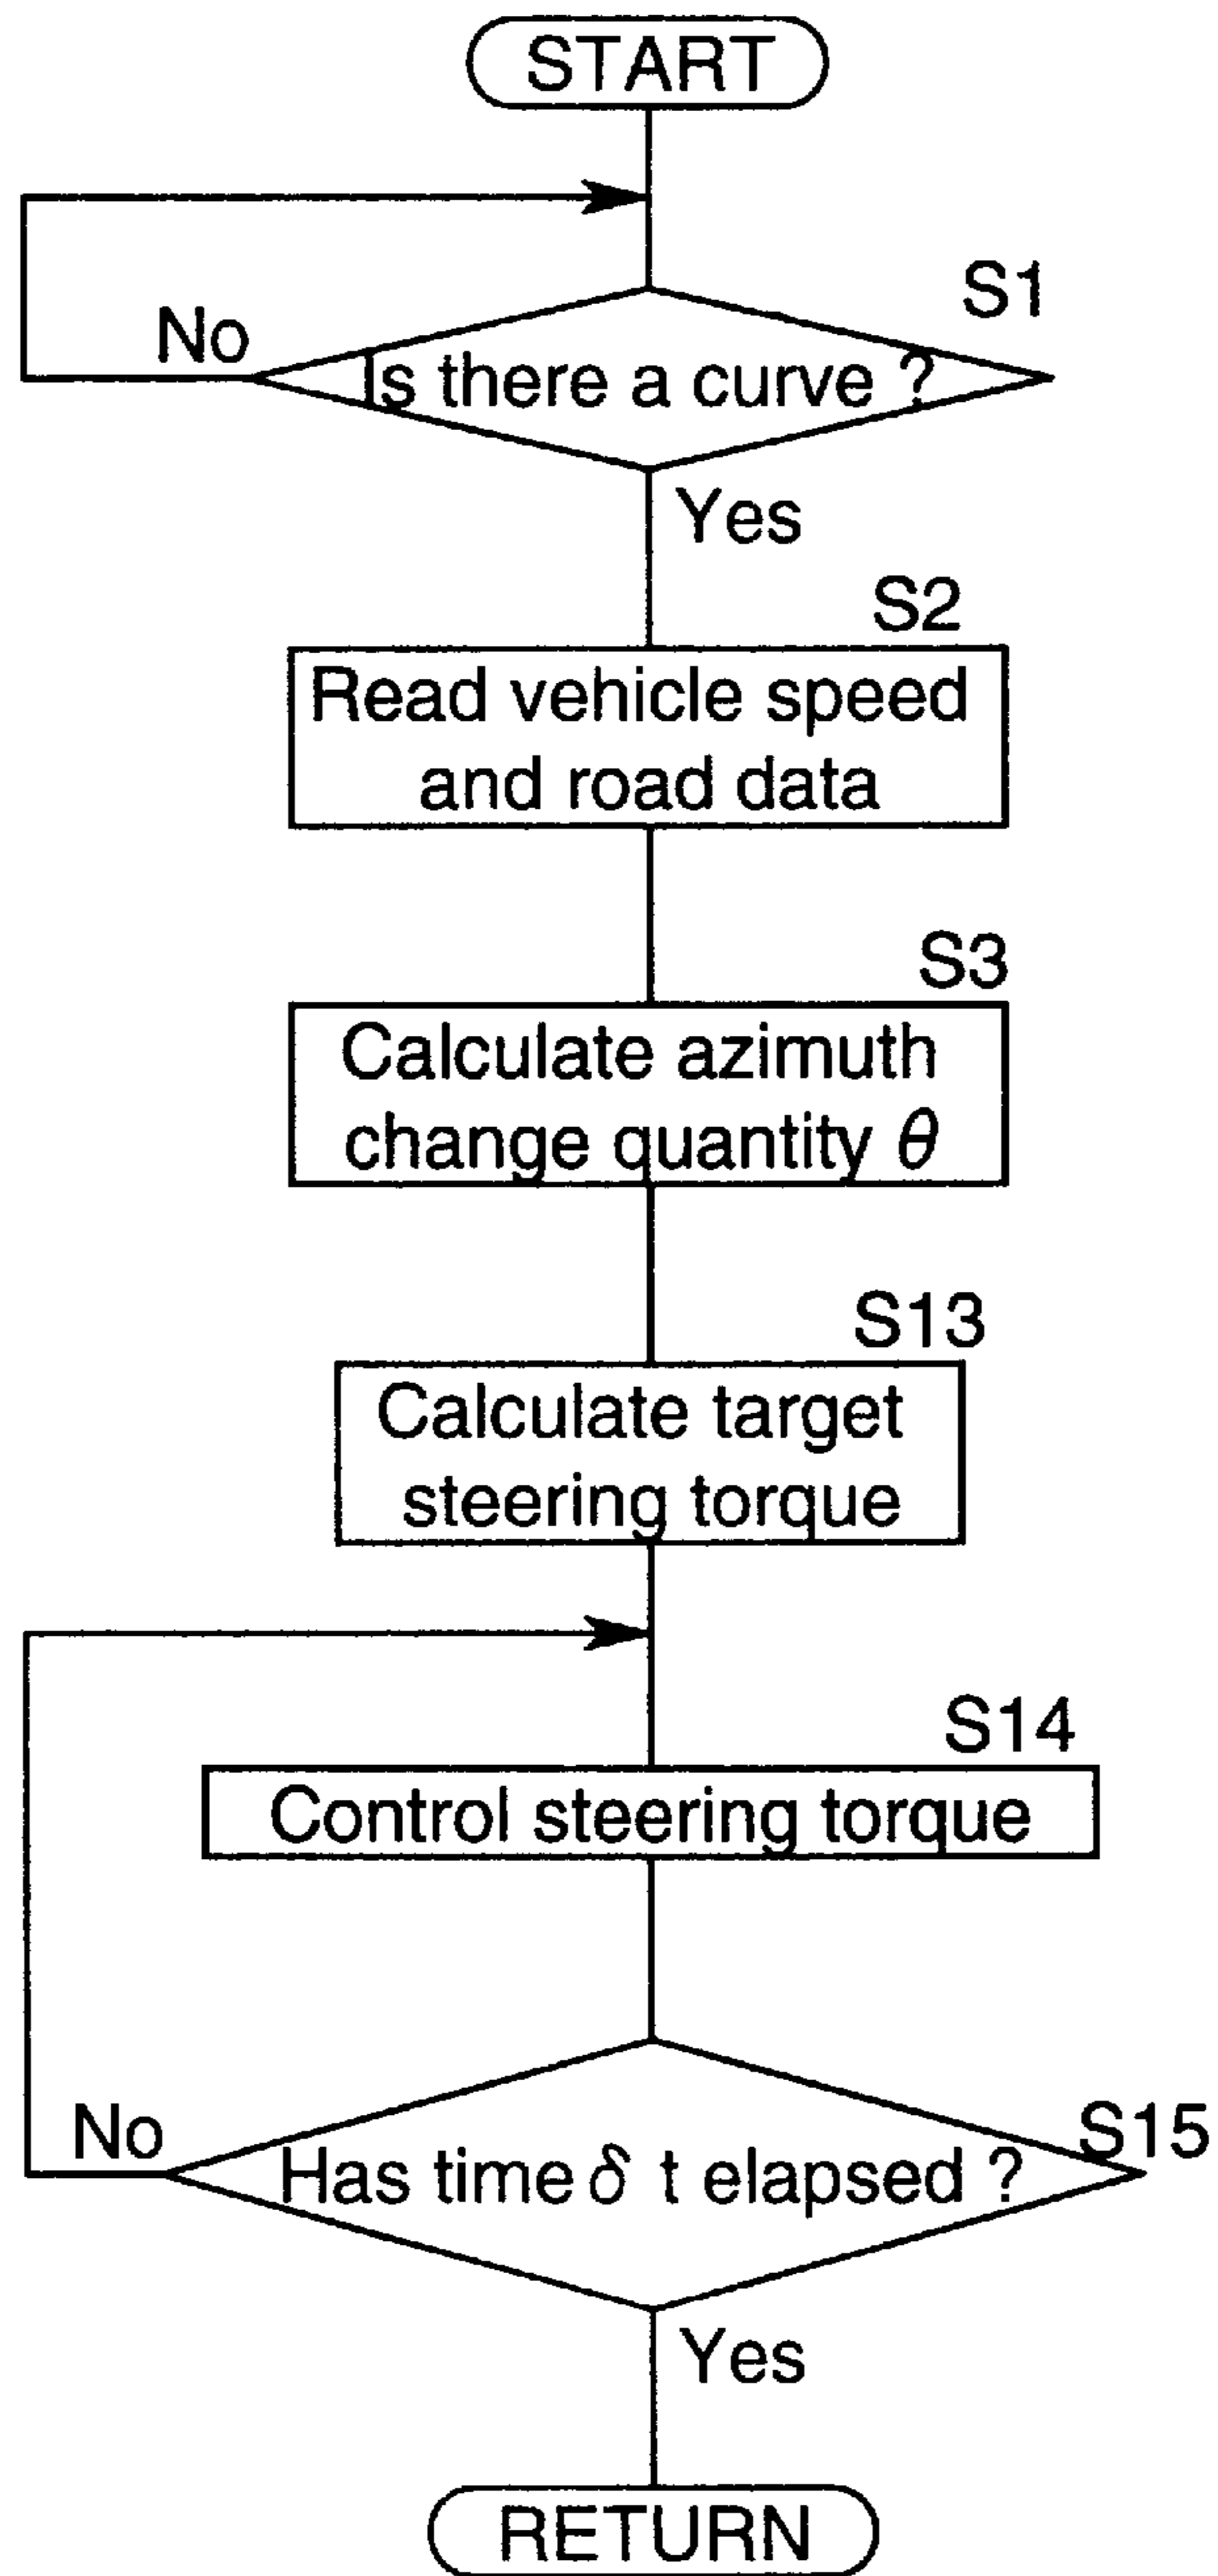 START
S1
No
Is there a curve ?
Yes
S2
Read vehicle speed
and road data
S3
Calculate azimuth
change quantity θ
S13
Calculate target
steering torque
S14
Control steering torque
No
S15
Has time δ t elapsed ?
Yes
RETURN